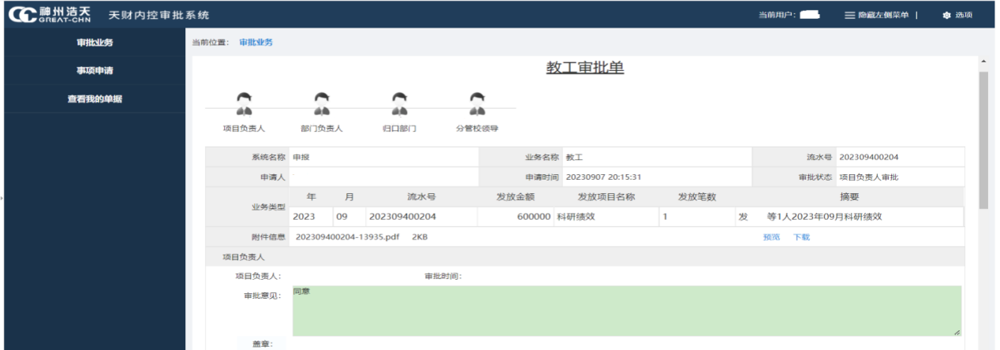 神州浩天 GREAT-CHN 天财内控审批系统 当前用户： 隐藏左侧菜单 | 选项
审批业务
事项申请
查看我的单据
当前位置： 审批业务
教工审批单
项目负责人 部门负责人 归口部门 分管校领导
系统名称 申报 业务名称 教工 流水号 202309400204
申请人 申请时间 20230907 20:15:31 审批状态 项目负责人审批
业务类型 年 月 流水号 发放金额 发放项目名称 发放笔数 摘要
2023 09 202309400204 600000 科研绩效 1 发 等1人2023年09月科研绩效
附件信息 202309400204-13935.pdf 2KB 预览 下载
项目负责人
项目负责人： 审批时间：
审批意见： 同意
盖章：